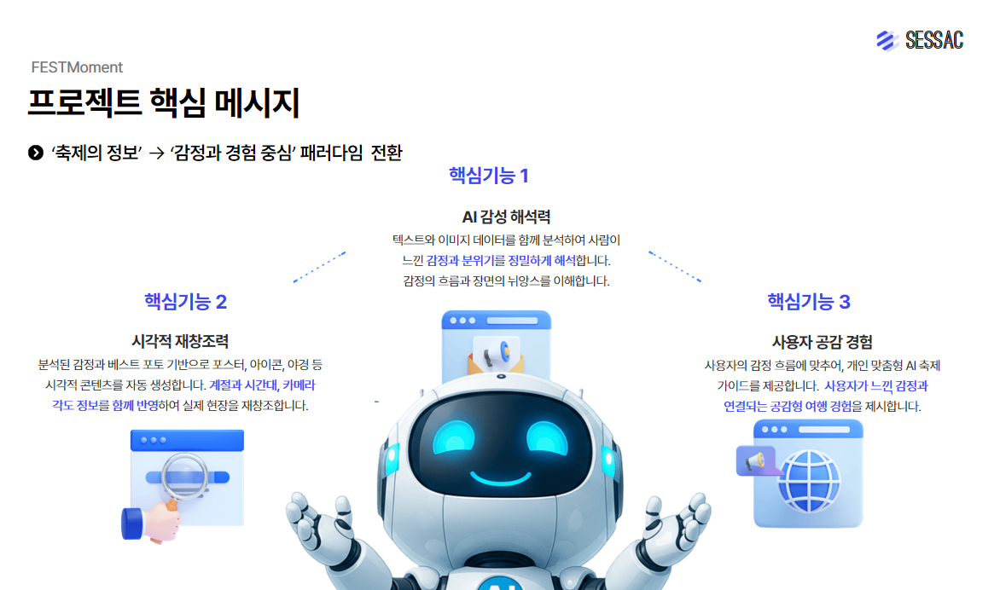 SESSAC
FESTMoment
프로젝트 핵심 메시지
‘축제의 정보’ → ‘감정과 경험 중심’ 패러다임 전환
핵심기능 1
AI 감성 해석력
텍스트와 이미지 데이터를 함께 분석하여 사람이
느낀 감정과 분위기를 정밀하게 해석합니다.
감정의 흐름과 장면의 뉘앙스를 이해합니다.
핵심기능 2
시각적 재창조력
분석된 감정과 베스트 포토 기반으로 포스터, 아이콘, 야경 등
시각적 콘텐츠를 자동 생성합니다. 계절과 시간대, 카메라
각도 정보를 함께 반영하여 실제 현장을 재창조합니다.
핵심기능 3
사용자 공감 경험
사용자의 감정 흐름에 맞추어, 개인 맞춤형 AI 축제
가이드를 제공합니다. 사용자가 느낀 감정과
연결되는 공감형 여행 경험을 제시합니다.
AI